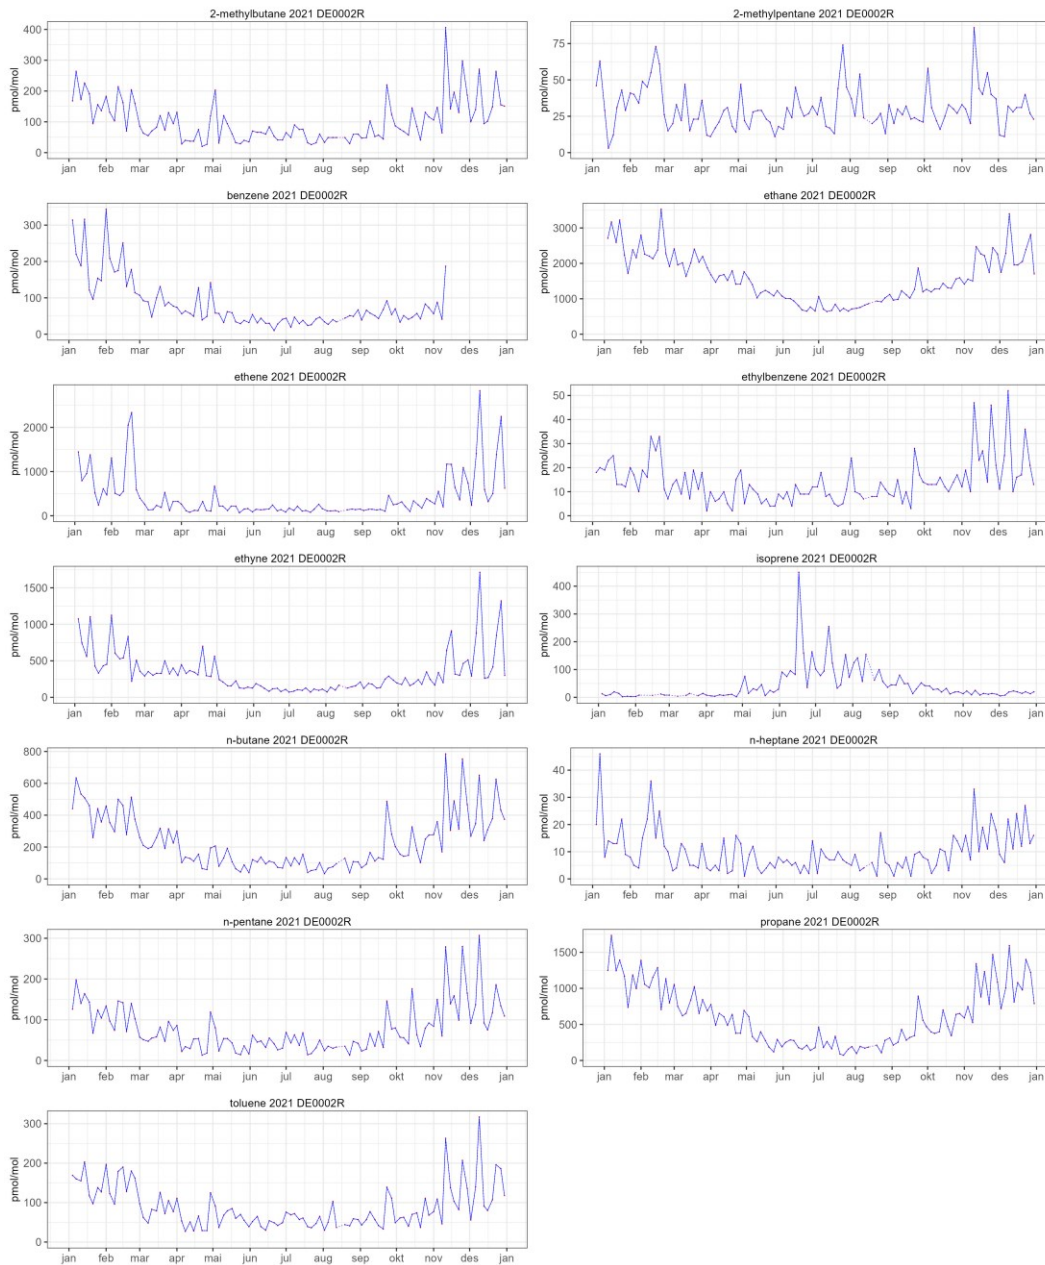 2-methylbutane 2021 DE0002R
pmol/mol
400
300
200
100
0
jan feb mar apr mai jun jul aug sep okt nov des jan
2-methylpentane 2021 DE0002R
pmol/mol
75
50
25
0
jan feb mar apr mai jun jul aug sep okt nov des jan
benzene 2021 DE0002R
pmol/mol
300
200
100
0
jan feb mar apr mai jun jul aug sep okt nov des jan
ethane 2021 DE0002R
pmol/mol
3000
2000
1000
0
jan feb mar apr mai jun jul aug sep okt nov des jan
ethene 2021 DE0002R
pmol/mol
2000
1000
0
jan feb mar apr mai jun jul aug sep okt nov des jan
ethylbenzene 2021 DE0002R
pmol/mol
50
40
30
20
10
0
jan feb mar apr mai jun jul aug sep okt nov des jan
ethyne 2021 DE0002R
pmol/mol
1500
1000
500
0
jan feb mar apr mai jun jul aug sep okt nov des jan
isoprene 2021 DE0002R
pmol/mol
400
300
200
100
0
jan feb mar apr mai jun jul aug sep okt nov des jan
n-butane 2021 DE0002R
pmol/mol
800
600
400
200
0
jan feb mar apr mai jun jul aug sep okt nov des jan
n-heptane 2021 DE0002R
pmol/mol
40
30
20
10
0
jan feb mar apr mai jun jul aug sep okt nov des jan
n-pentane 2021 DE0002R
pmol/mol
300
200
100
0
jan feb mar apr mai jun jul aug sep okt nov des jan
propane 2021 DE0002R
pmol/mol
1500
1000
500
0
jan feb mar apr mai jun jul aug sep okt nov des jan
toluene 2021 DE0002R
pmol/mol
300
200
100
0
jan feb mar apr mai jun jul aug sep okt nov des jan